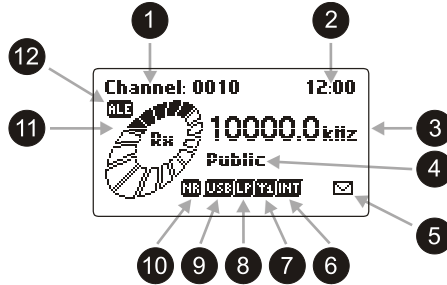 1 2
12 Channel: 0010 12:00
ALE
11 Rx 10000.0kHz 3
Public 4
NR USB LP Y1 INT
5
10 9 8 7 6